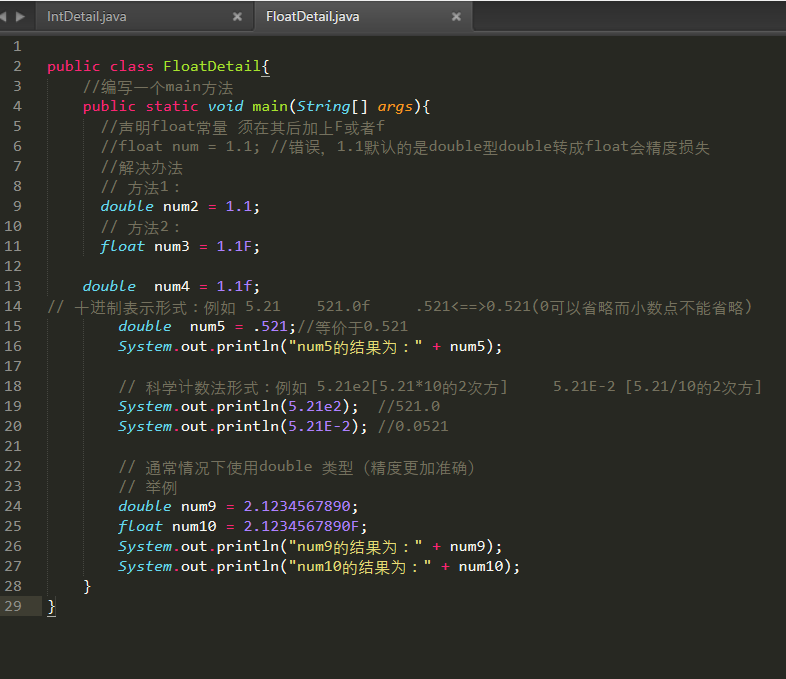 IntDetail.java × FloatDetail.java ×
1
2 public class FloatDetail{
3 //编写一个main方法
4 public static void main(String[] args){
5 //声明float常量 须在其后加上F或者f
6 //float num = 1.1; //错误，1.1默认的是double型double转成float会精度损失
7 //解决办法
8 // 方法1：
9 double num2 = 1.1;
10 // 方法2：
11 float num3 = 1.1F;
12
13 double  num4 = 1.1f;
14 // 十进制表示形式：例如 5.21    521.0f     .521<==>0.521(0可以省略而小数点不能省略)
15 double  num5 = .521;//等价于0.521
16 System.out.println("num5的结果为：" + num5);
17
18 // 科学计数法形式：例如 5.21e2[5.21*10的2次方]     5.21E-2 [5.21/10的2次方]
19 System.out.println(5.21e2);  //521.0
20 System.out.println(5.21E-2); //0.0521
21
22 // 通常情况下使用double 类型（精度更加准确）
23 // 举例
24 double num9 = 2.1234567890;
25 float num10 = 2.1234567890F;
26 System.out.println("num9的结果为：" + num9);
27 System.out.println("num10的结果为：" + num10);
28 }
29 }